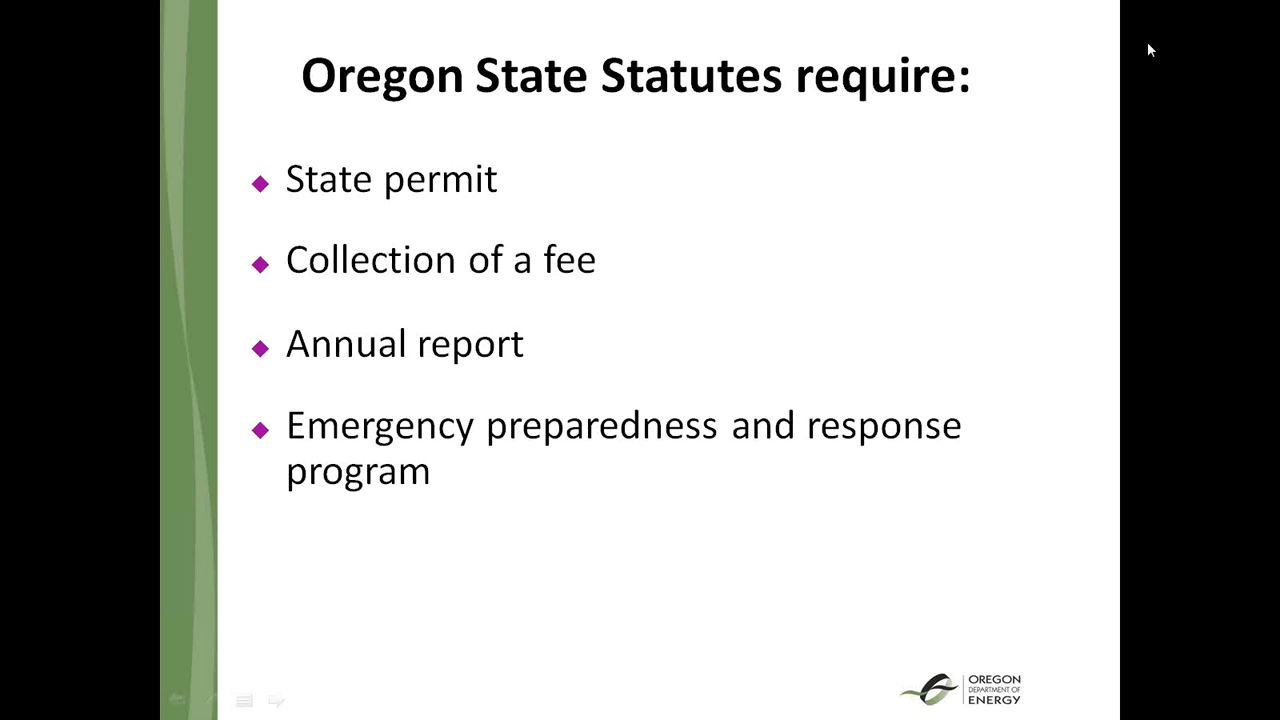 Oregon State Statutes require:
State permit
Collection of a fee
Annual report
Emergency preparedness and response
program
OREGON
DEPARTMENT OF
ENERGY